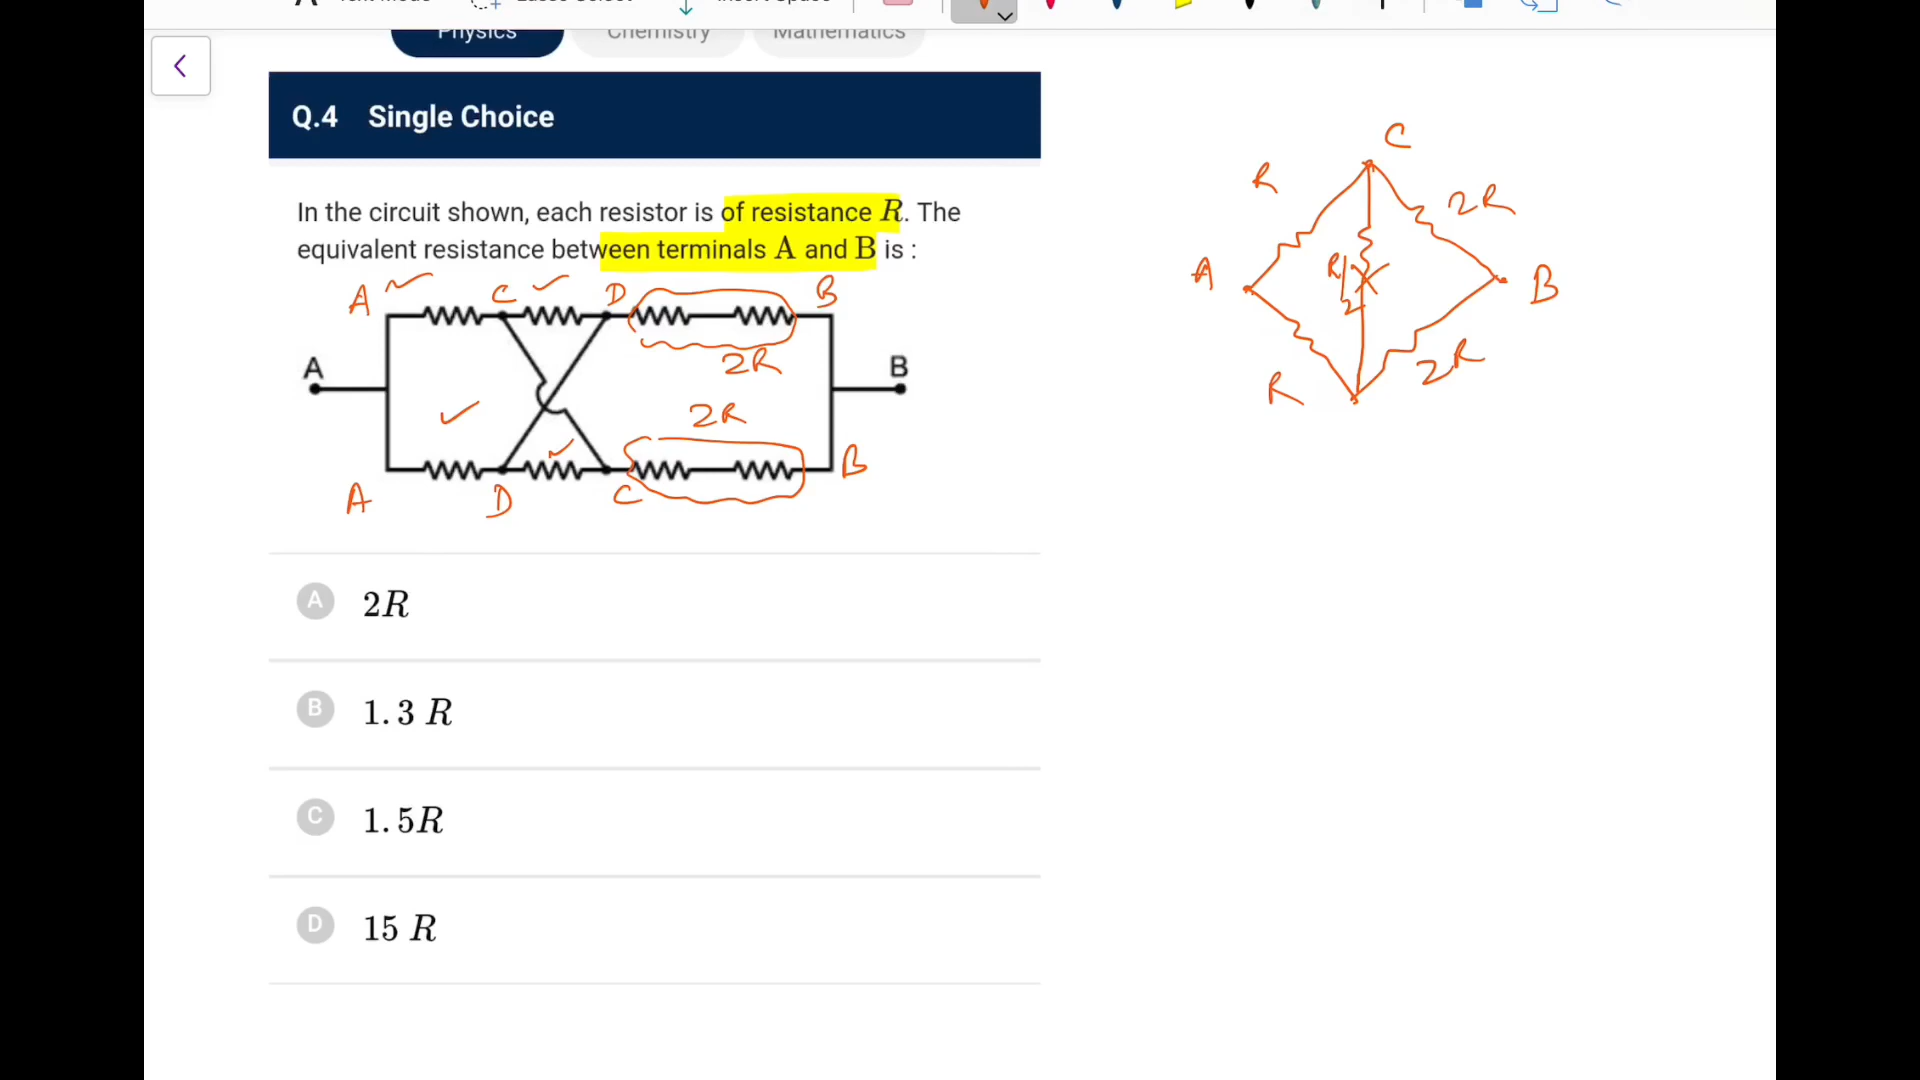 Physics
Chemistry
Mathematics
Q.4 Single Choice
In the circuit shown, each resistor is of resistance R. The
equivalent resistance between terminals A and B is :
A C D B
2R
A B
2R
A D C B
A 2R
B 1.3 R
C 1.5R
D 15 R
C
R 2R
A R/2 B
R 2R